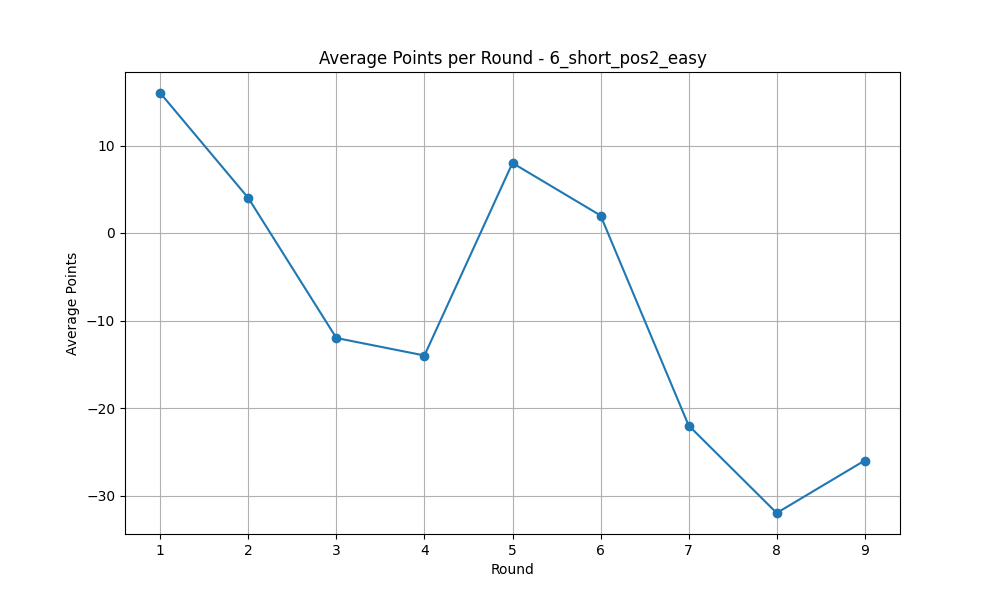 Average Points per Round - 6_short_pos2_easy
Average Points
10
0
−10
−20
−30
1 2 3 4 5 6 7 8 9
Round